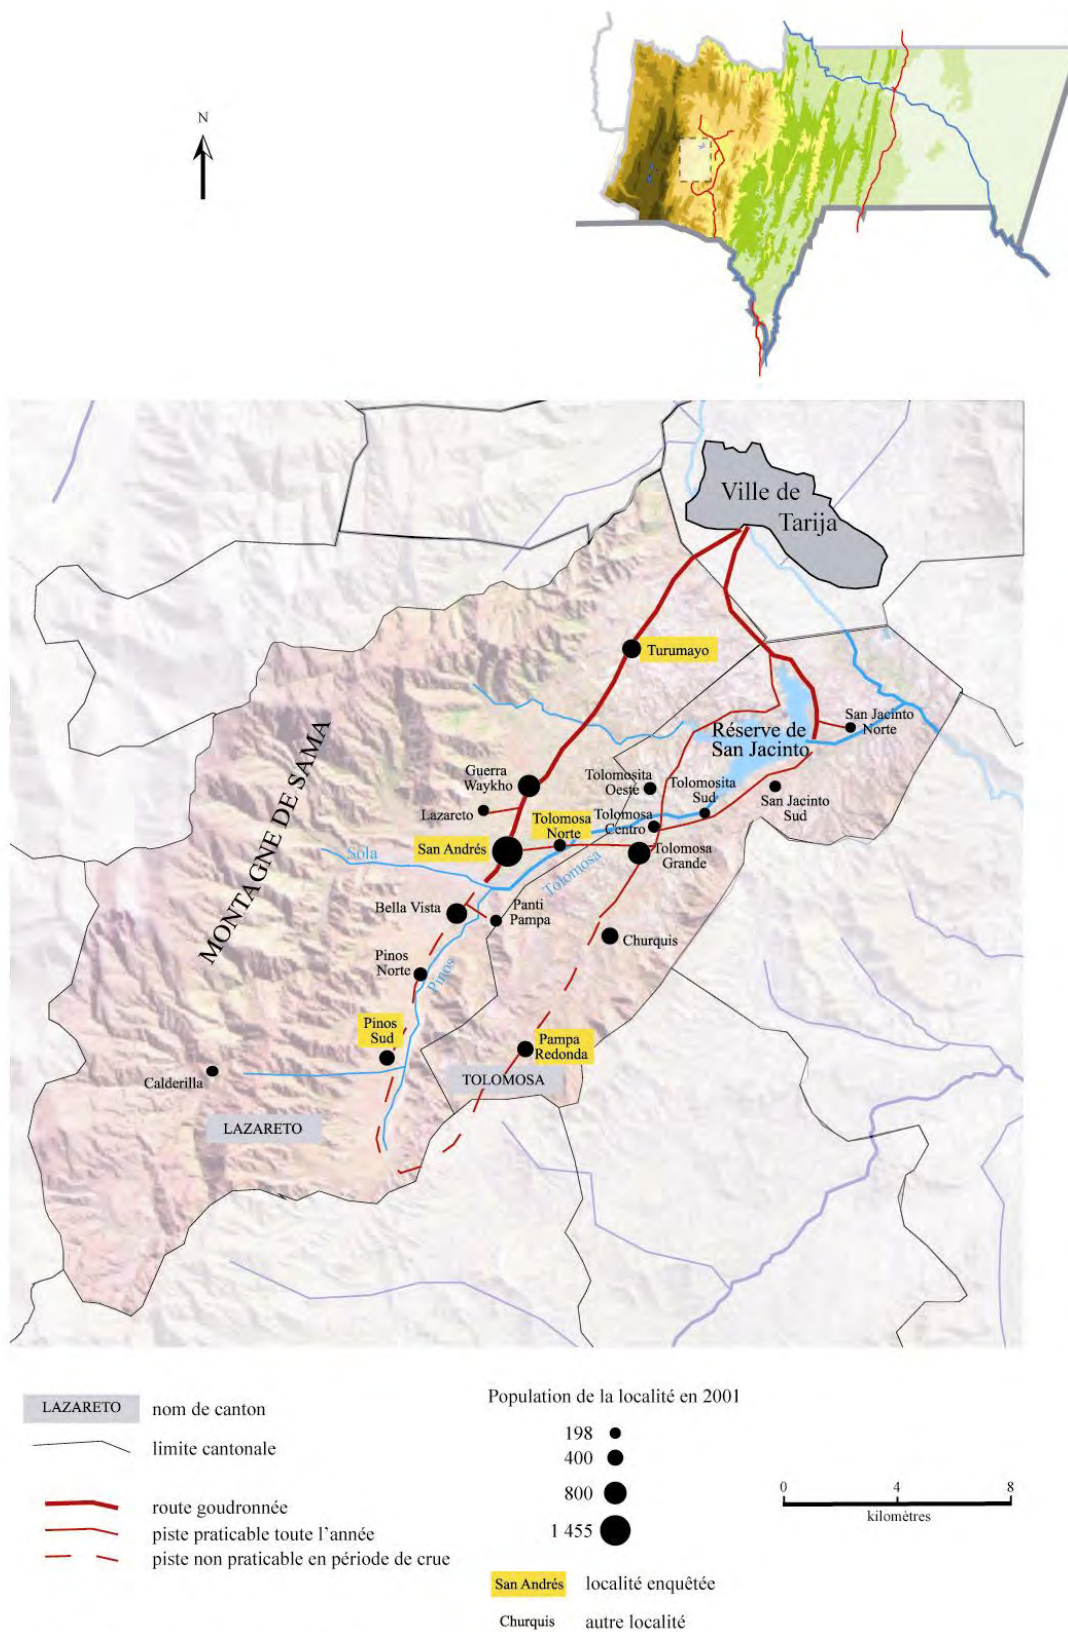 N
Ville de
Tarija
Turumayo
San Jacinto
Norte
Réserve de
San Jacinto
MONTAGNE DE SAMA
Guerra
Waykho
Tolomosita
Oeste
Tolomosita
Sud
San Jacinto
Sud
Lazareto
Tolomosa
Norte
Tolomosa
Centro
San Andrés
Tolomosa
Grande
Sola
Tolomosa
Bella Vista
Panti
Pampa
Churquis
Pinos
Norte
Pinos
Pinos
Sud
Pampa
Redonda
Calderilla
TOLOMOSA
LAZARETO
LAZARETO nom de canton
limite cantonale
route goudronnée
piste praticable toute l'année
piste non praticable en période de crue
Population de la localité en 2001
198
400
800
1 455
San Andrés localité enquêtée
Churquis autre localité
0 4 8
kilomètres